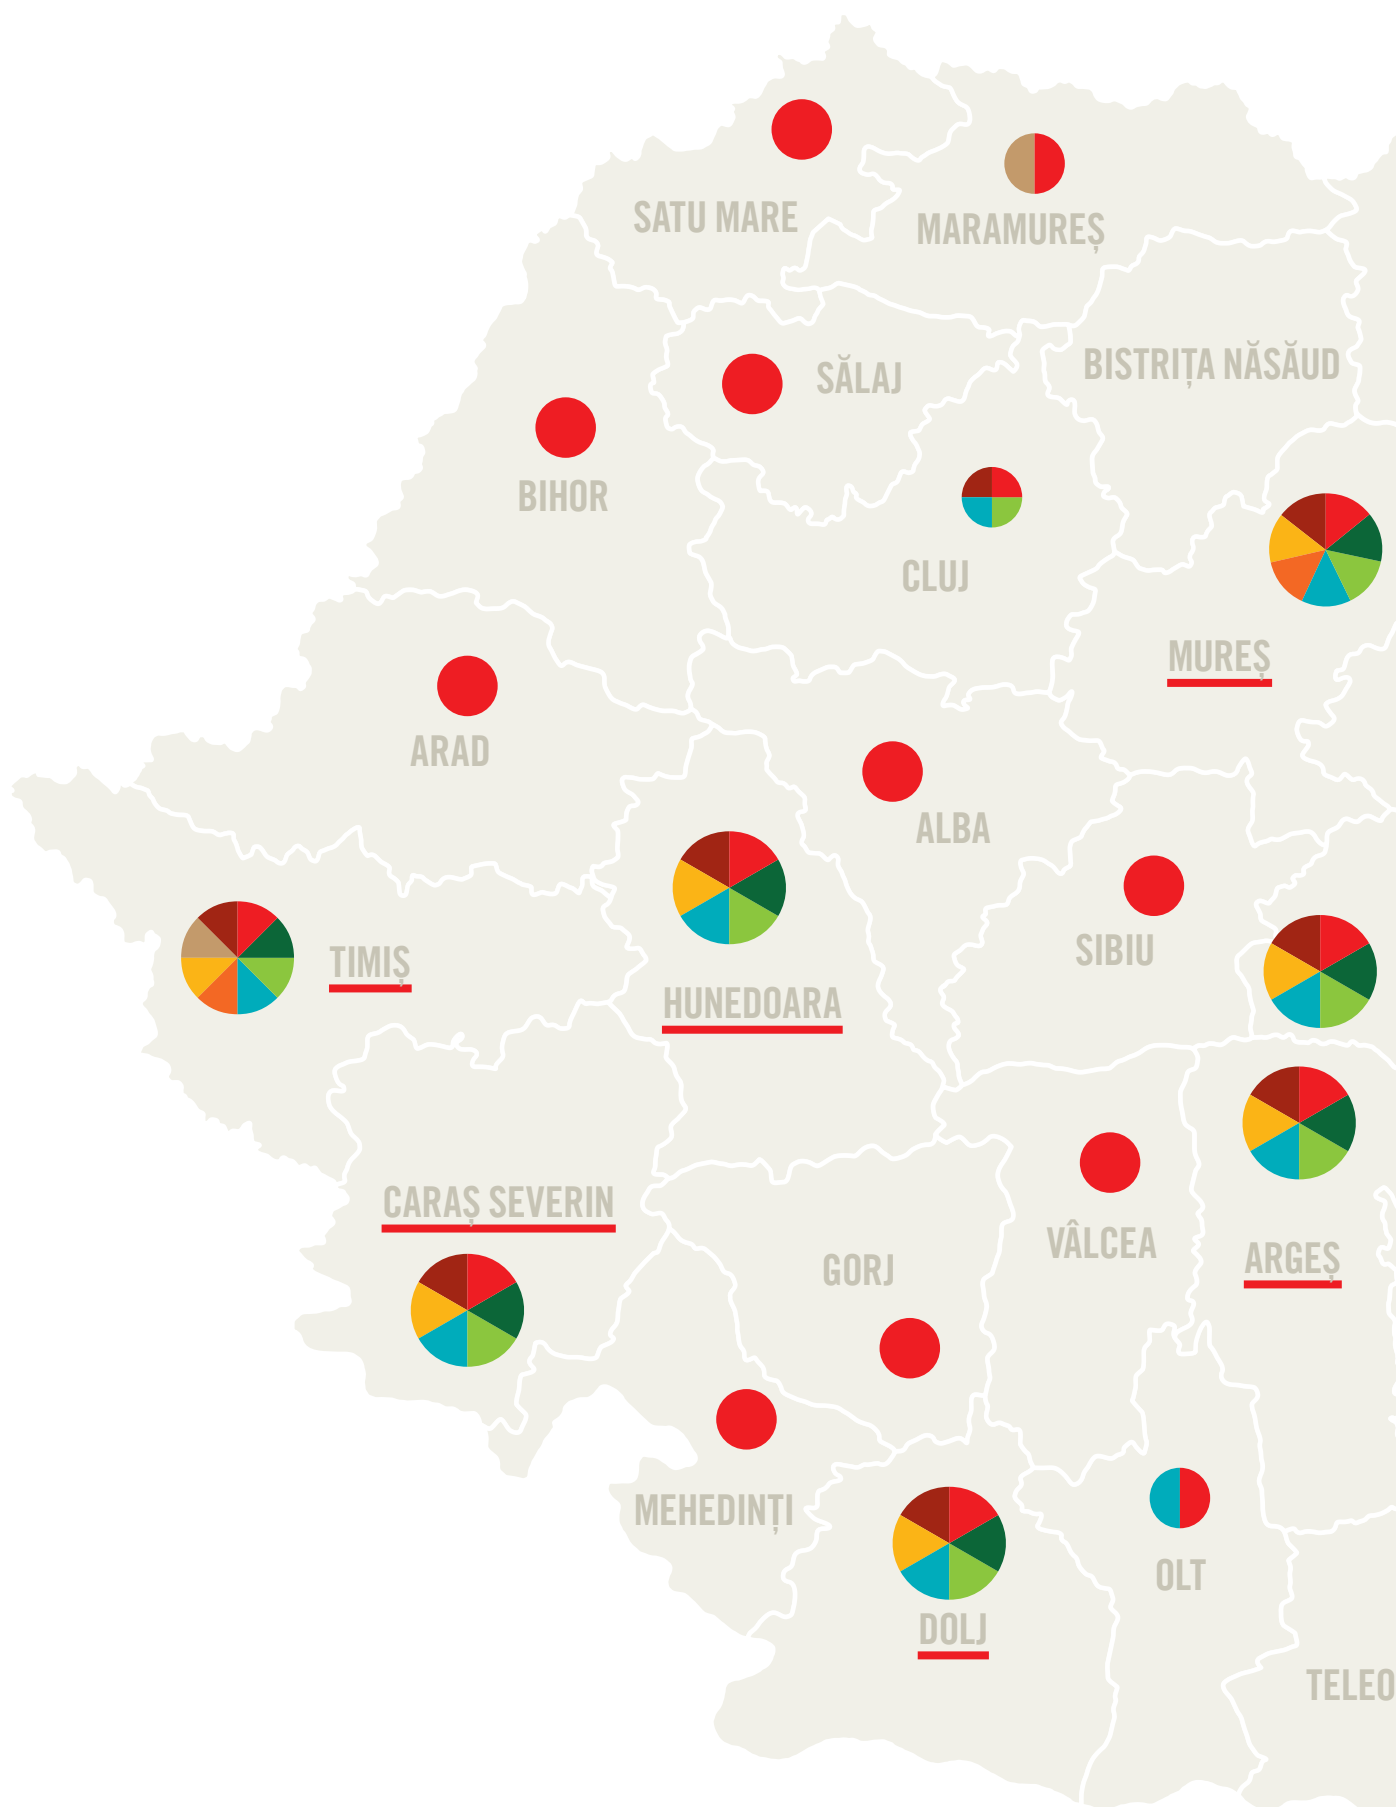 SATU MARE
MARAMUREȘ
BISTRIȚA NĂSĂUD
SĂLAJ
BIHOR
CLUJ
MUREȘ
ARAD
ALBA
SIBIU
TIMIȘ
HUNEDOARA
CARAȘ SEVERIN
VÂLCEA
ARGEȘ
GORJ
MEHEDINȚI
OLT
DOLJ
TELEO